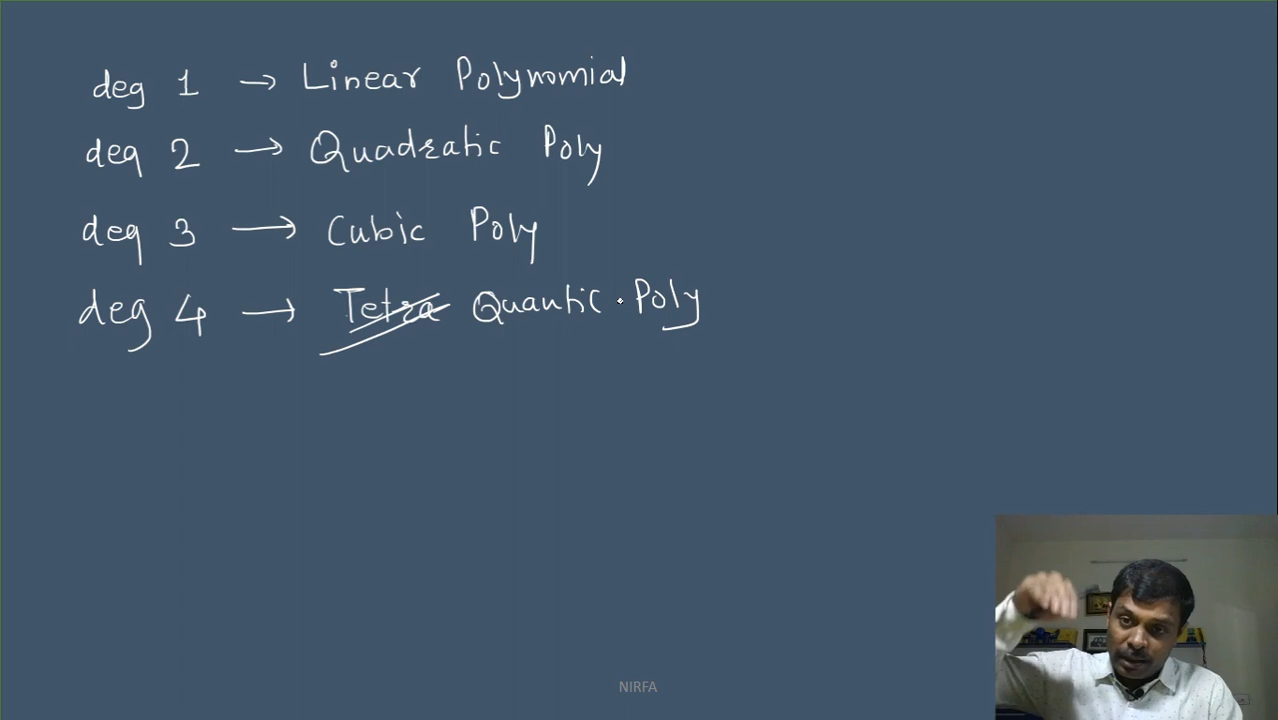 deg 1 → Linear Polynomial
deg 2 → Quadratic Poly
deg 3 → Cubic Poly
deg 4 → Tetra Quantic Poly
NIRFA